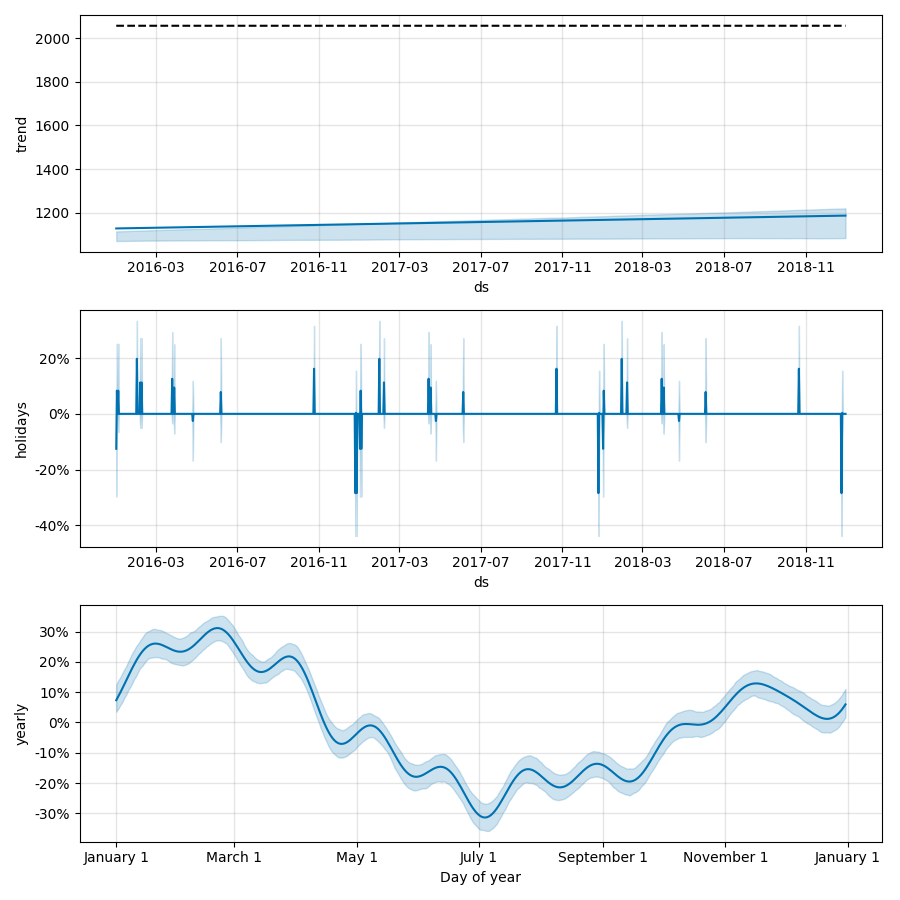 2000
1800
1600
1400
1200
trend
2016-03 2016-07 2016-11 2017-03 2017-07 2017-11 2018-03 2018-07 2018-11
ds
20%
0%
-20%
-40%
holidays
2016-03 2016-07 2016-11 2017-03 2017-07 2017-11 2018-03 2018-07 2018-11
ds
30%
20%
10%
0%
-10%
-20%
-30%
yearly
January 1 March 1 May 1 July 1 September 1 November 1 January 1
Day of year